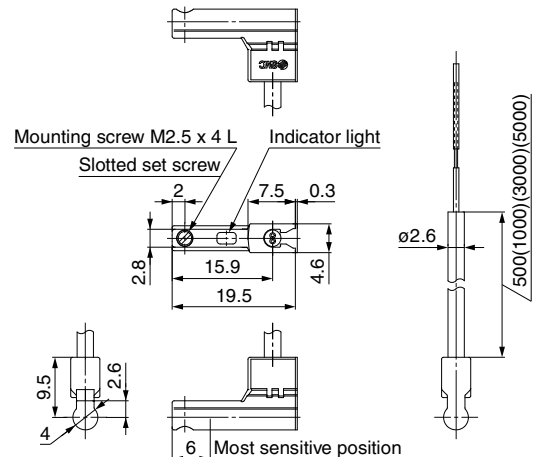 SMC
Mounting screw M2.5 x 4 L
Indicator light
Slotted set screw
2
7.5
0.3
2.8
15.9
4.6
19.5
ø2.6
500(1000)(3000)(5000)
9.5
2.6
4
6
Most sensitive position